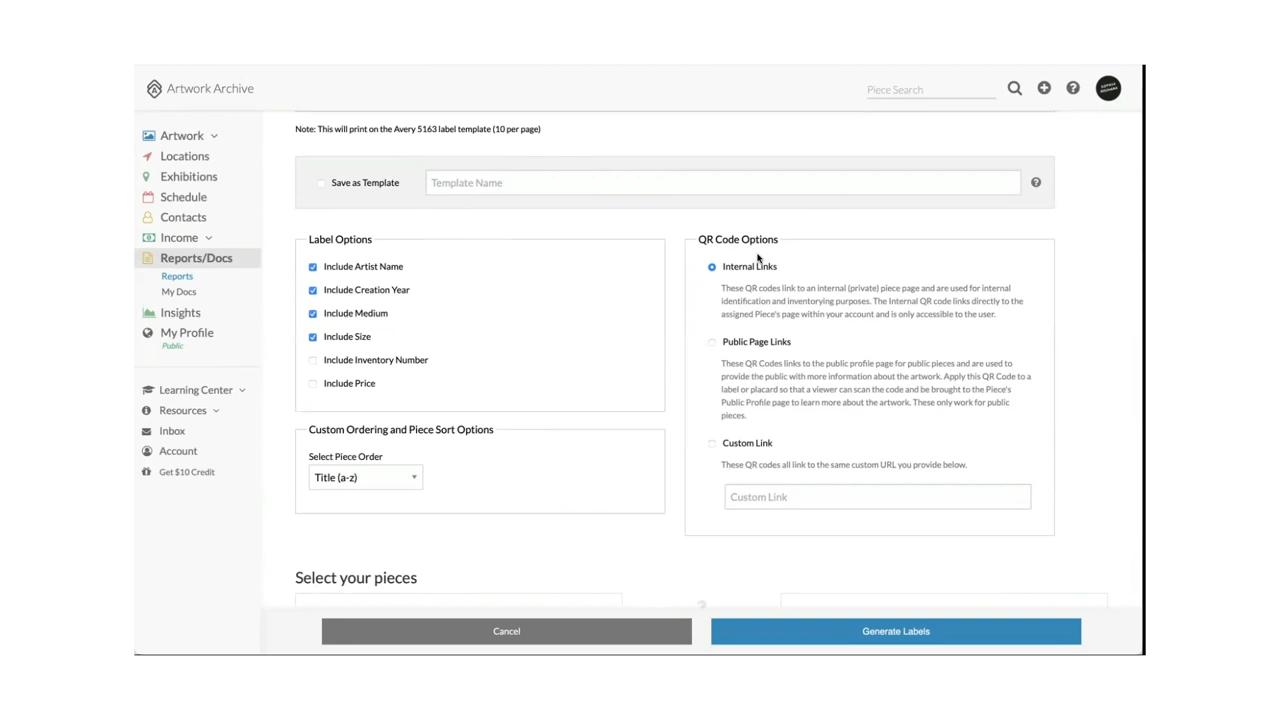 Artwork Archive
Piece Search
Artwork
Locations
Exhibitions
Schedule
Contacts
Income
Reports/Docs
Reports
My Docs
Insights
My Profile
Public
Learning Center
Resources
Inbox
Account
Get $10 Credit
Note: This will print on the Avery 5163 label template (10 per page)
Save as Template
Template Name
Label Options
Include Artist Name
Include Creation Year
Include Medium
Include Size
Include Inventory Number
Include Price
Custom Ordering and Piece Sort Options
Select Piece Order
Title (a-z)
QR Code Options
Internal Links
These QR codes link to an internal (private) piece page and are used for internal
identification and inventorying purposes. The Internal QR code links directly to the
assigned Piece's page within your account and is only accessible to the user.
Public Page Links
These QR Codes links to the public profile page for public pieces and are used to
provide the public with more information about the artwork. Apply this QR Code to a
label or placard so that a viewer can scan the code and be brought to the Piece's
Public Profile page to learn more about the artwork. These only work for public
pieces.
Custom Link
These QR codes all link to the same custom URL you provide below.
Custom Link
Select your pieces
Cancel
Generate Labels